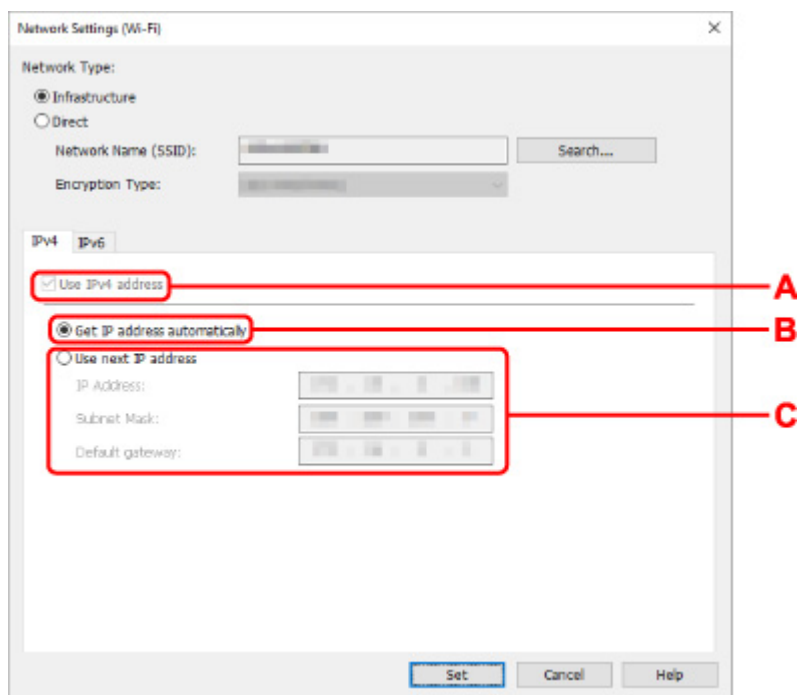 Network Settings (Wi-Fi)
Network Type:
Infrastructure
Direct
Network Name (SSID): Search...
Encryption Type:
IPv4 IPv6
Use IPv4 address A
Get IP address automatically B
Use next IP address
IP Address:
Subnet Mask: C
Default gateway:
Set Cancel Help